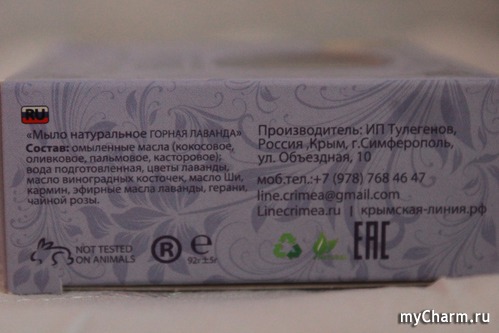 RU
«Мыло натуральное ГОРНАЯ ЛАВАНДА»
Состав: омыленные масла (кокосовое,
оливковое, пальмовое, касторовое);
вода подготовленная, цветы лаванды,
масло виноградных косточек, масло Ши,
кармин, эфирные масла лаванды, герани,
чайной розы.
NOT TESTED
ON ANIMALS
®
e
92г.±5г
Производитель: ИП Тулегенов,
Россия ,Крым, г.Симферополь,
ул. Объездная, 10
моб.тел.:+7 (978) 768 46 47
line.crimea@gmail.com
Linecrimea.ru | крымская-линия.рф
EAC
myCharm.ru